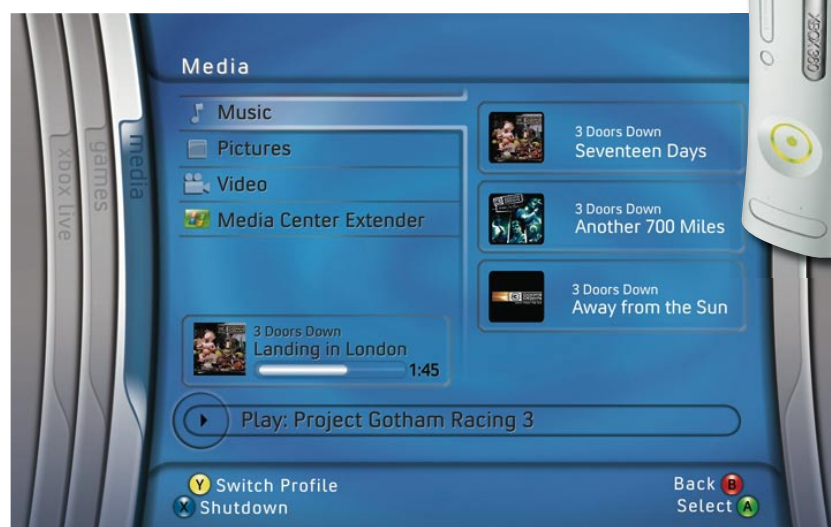 XBOX360
Media
xbox live
games
media
Music
Pictures
Video
Media Center Extender
3 Doors Down
Seventeen Days
3 Doors Down
Another 700 Miles
3 Doors Down
Away from the Sun
3 Doors Down
Landing in London
1:45
Play: Project Gotham Racing 3
Y Switch Profile
X Shutdown
Back B
Select A